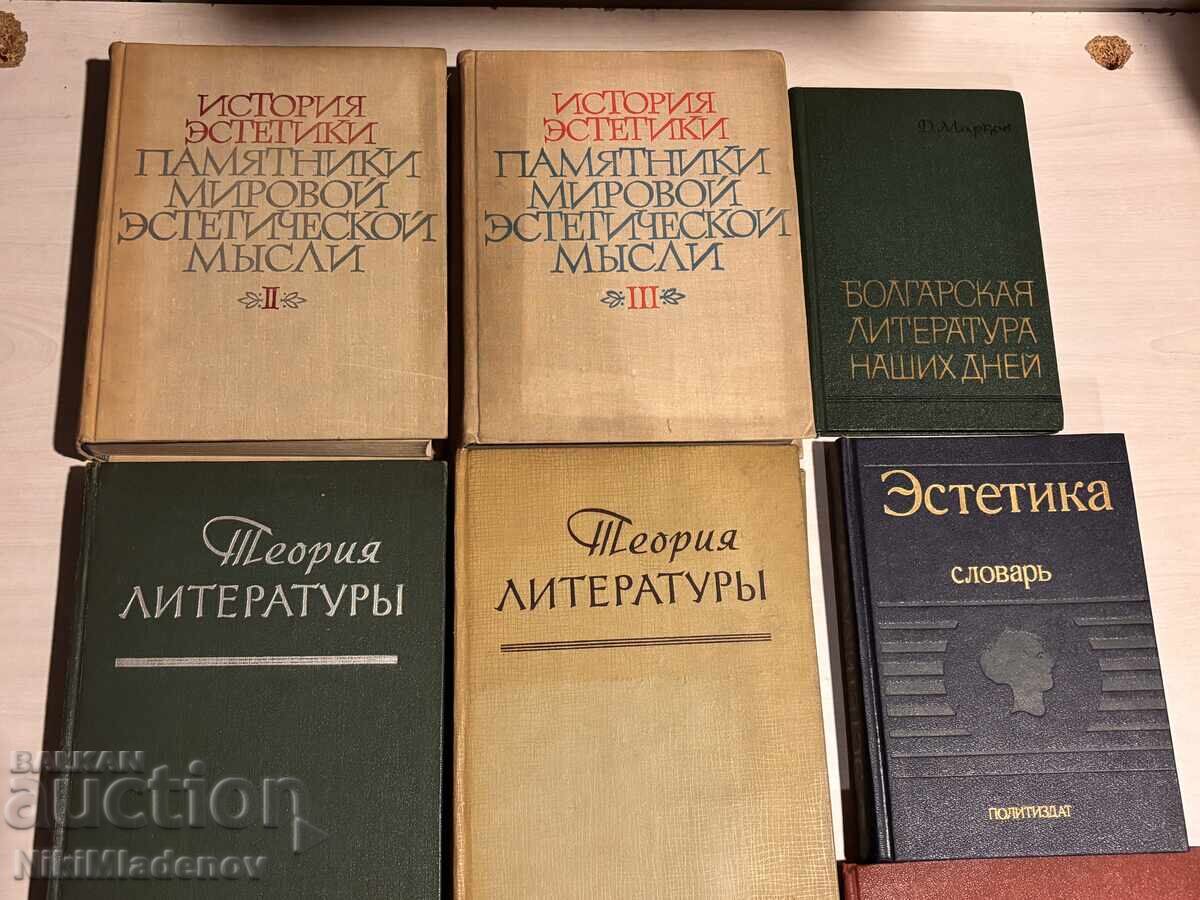 ИСТОРИЯ
ЭСТЕТИКИ
ПАМЯТНИКИ
МИРОВОЙ
ЭСТЕТИЧЕСКОЙ
МЫСЛИ
II
ИСТОРИЯ
ЭСТЕТИКИ
ПАМЯТНИКИ
МИРОВОЙ
ЭСТЕТИЧЕСКОЙ
МЫСЛИ
III
Д. Марков
БОЛГАРСКАЯ
ЛИТЕРАТУРА
НАШИХ ДНЕЙ
Теория
ЛИТЕРАТУРЫ
Теория
ЛИТЕРАТУРЫ
Эстетика
словарь
ПОЛИТИЗДАТ
BALKAN
auction
NikiMladenov